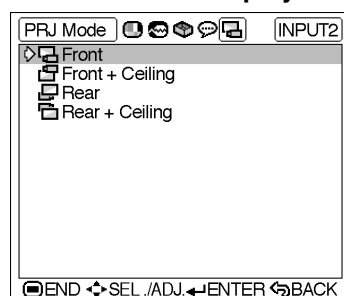 PRJ Mode INPUT2
Front
Front + Ceiling
Rear
Rear + Ceiling
END SEL./ADJ. ENTER BACK